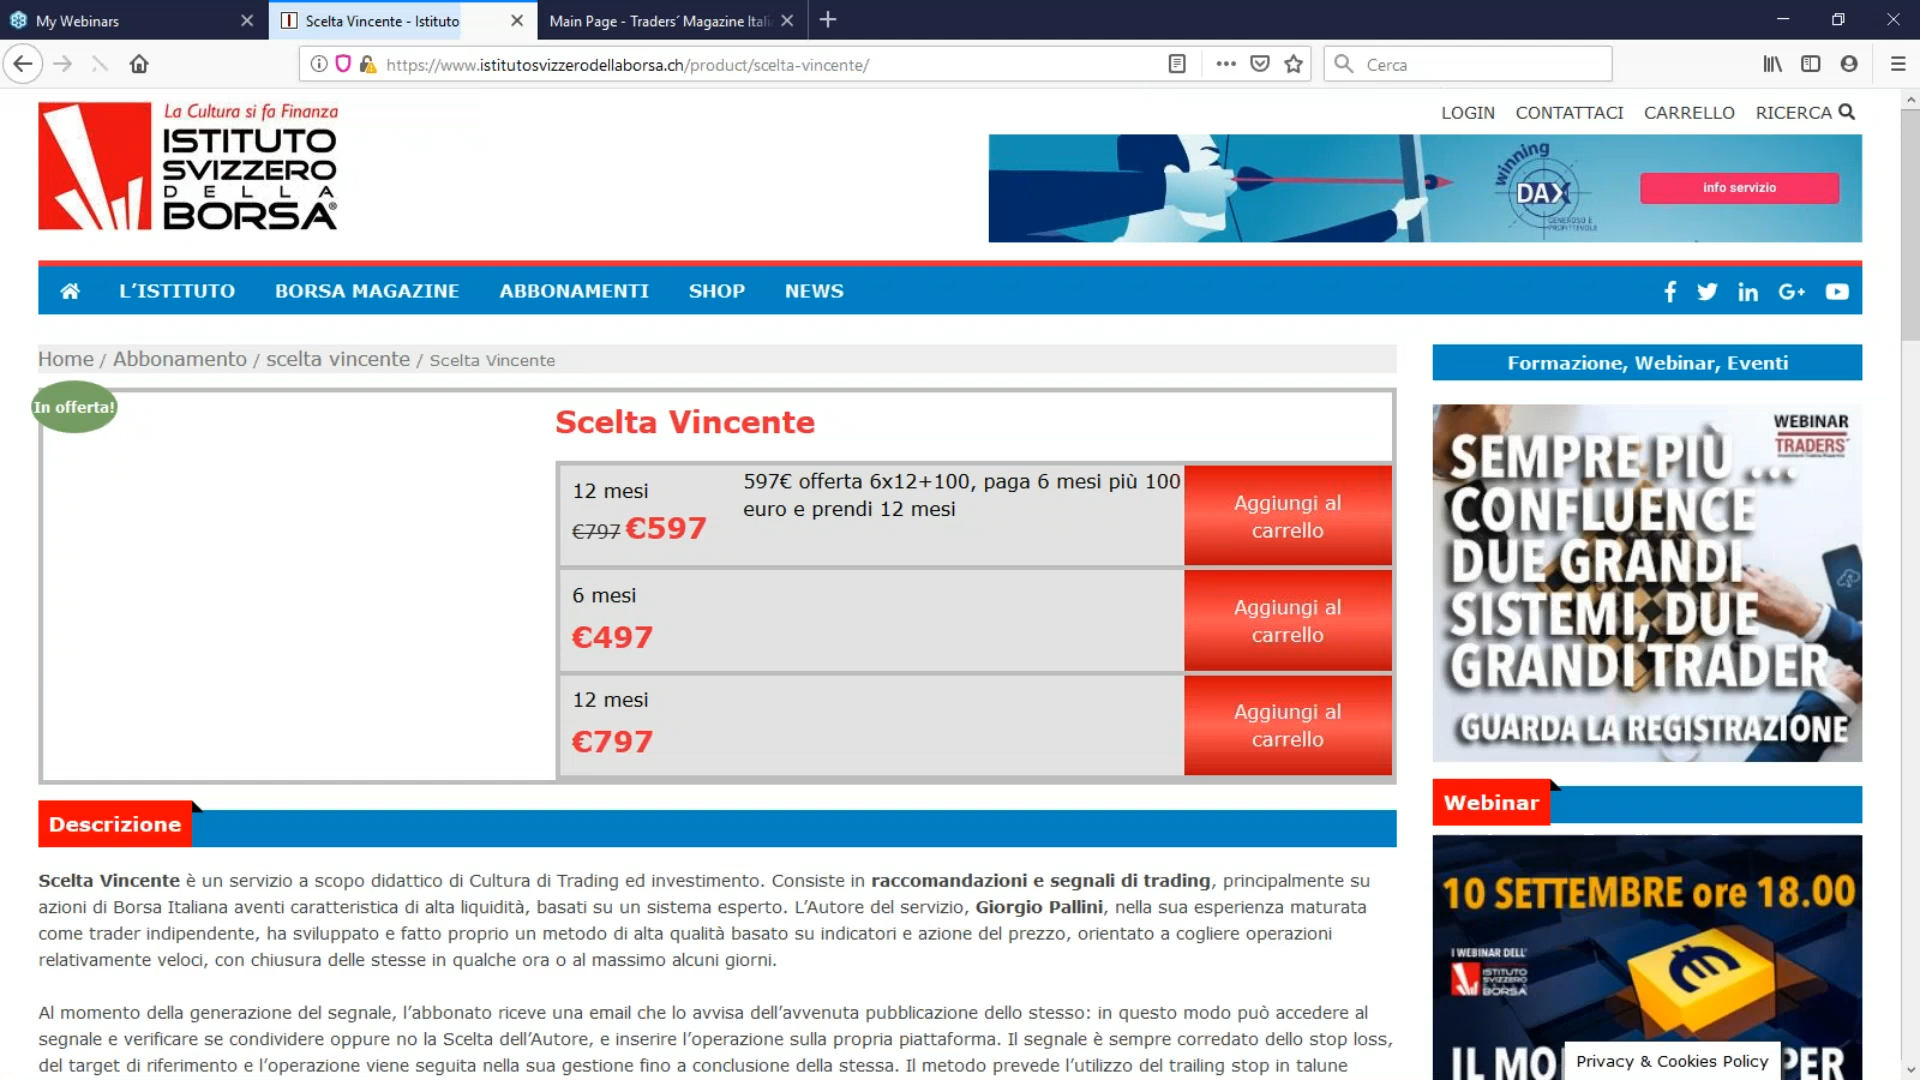 My Webinars
Scelta Vincente - Istituto
Main Page - Traders´ Magazine Itali
https://www.istitutosvizzerodellaborsa.ch/product/scelta-vincente/
Cerca
La Cultura si fa Finanza
ISTITUTO
SVIZZERO
DELLA
BORSA®
LOGIN CONTATTACI CARRELLO RICERCA
winning
DAX
GENEROSO E
PROFITTEVOLE
info servizio
L’ISTITUTO BORSA MAGAZINE ABBONAMENTI SHOP NEWS
Home / Abbonamento / scelta vincente / Scelta Vincente
In offerta!
Scelta Vincente
12 mesi
€797 €597
597€ offerta 6x12+100, paga 6 mesi più 100
euro e prendi 12 mesi
Aggiungi al
carrello
6 mesi
€497
Aggiungi al
carrello
12 mesi
€797
Aggiungi al
carrello
Descrizione
Scelta Vincente è un servizio a scopo didattico di Cultura di Trading ed investimento. Consiste in raccomandazioni e segnali di trading, principalmente su
azioni di Borsa Italiana aventi caratteristica di alta liquidità, basati su un sistema esperto. L’Autore del servizio, Giorgio Pallini, nella sua esperienza maturata
come trader indipendente, ha sviluppato e fatto proprio un metodo di alta qualità basato su indicatori e azione del prezzo, orientato a cogliere operazioni
relativamente veloci, con chiusura delle stesse in qualche ora o al massimo alcuni giorni.
Al momento della generazione del segnale, l’abbonato riceve una email che lo avvisa dell’avvenuta pubblicazione dello stesso: in questo modo può accedere al
segnale e verificare se condividere oppure no la Scelta dell’Autore, e inserire l’operazione sulla propria piattaforma. Il segnale è sempre corredato dello stop loss,
del target di riferimento e l’operazione viene seguita nella sua gestione fino a conclusione della stessa. Il metodo prevede l’utilizzo del trailing stop in talune
Formazione, Webinar, Eventi
WEBINAR
TRADERS´
SEMPRE PIÙ ...
CONFLUENCE
DUE GRANDI
SISTEMI, DUE
GRANDI TRADER
GUARDA LA REGISTRAZIONE
Webinar
10 SETTEMBRE ore 18.00
I WEBINAR DELL'
ISTITUTO
SVIZZERO
DELLA
BORSA
IL MO
PER
Privacy & Cookies Policy